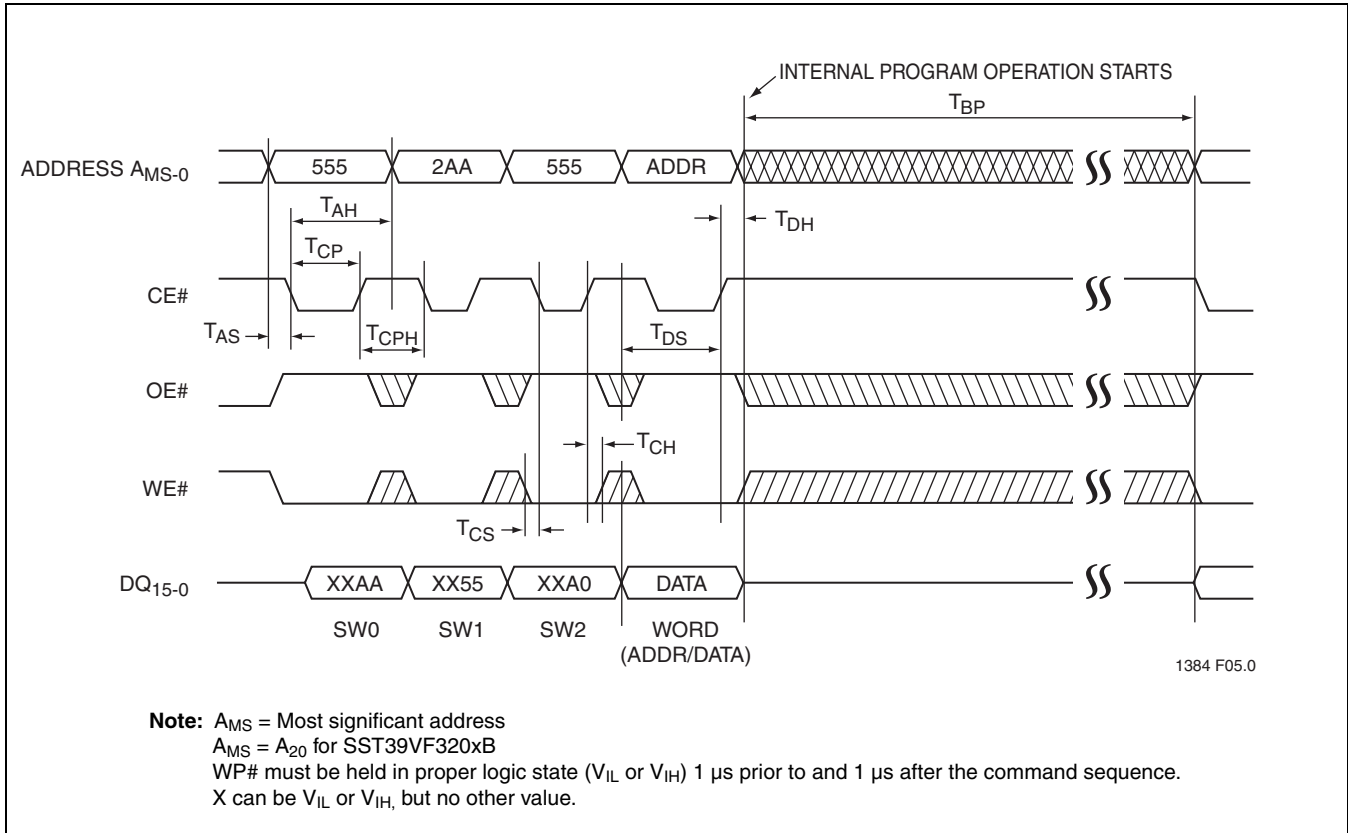 INTERNAL PROGRAM OPERATION STARTS
TBP
ADDRESS AMS-0
555
2AA
555
ADDR
TAH
TDH
TCP
CE#
TAS
TCPH
TDS
OE#
TCH
WE#
TCS
DQ15-0
XXAA
XX55
XXA0
DATA
SW0
SW1
SW2
WORD
(ADDR/DATA)
1384 F05.0
Note: AMS = Most significant address
AMS = A20 for SST39VF320xB
WP# must be held in proper logic state (VIL or VIH) 1 µs prior to and 1 µs after the command sequence.
X can be VIL or VIH, but no other value.